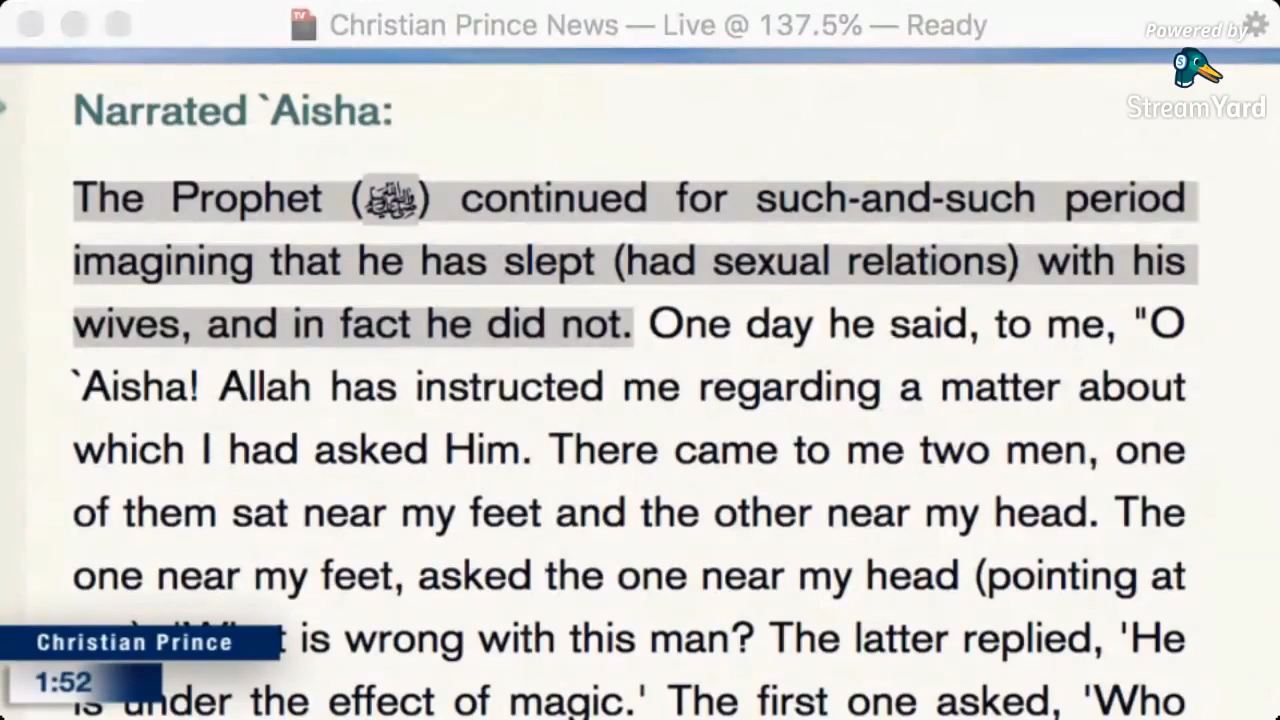 Christian Prince News — Live @ 137.5% — Ready
Powered by
StreamYard
Narrated `Aisha:
The Prophet (ﷺ) continued for such-and-such period
imagining that he has slept (had sexual relations) with his
wives, and in fact he did not. One day he said, to me, "O
`Aisha! Allah has instructed me regarding a matter about
which I had asked Him. There came to me two men, one
of them sat near my feet and the other near my head. The
one near my feet, asked the one near my head (pointing at
is wrong with this man? The latter replied, 'He
is under the effect of magic.' The first one asked, 'Who
Christian Prince
1:52